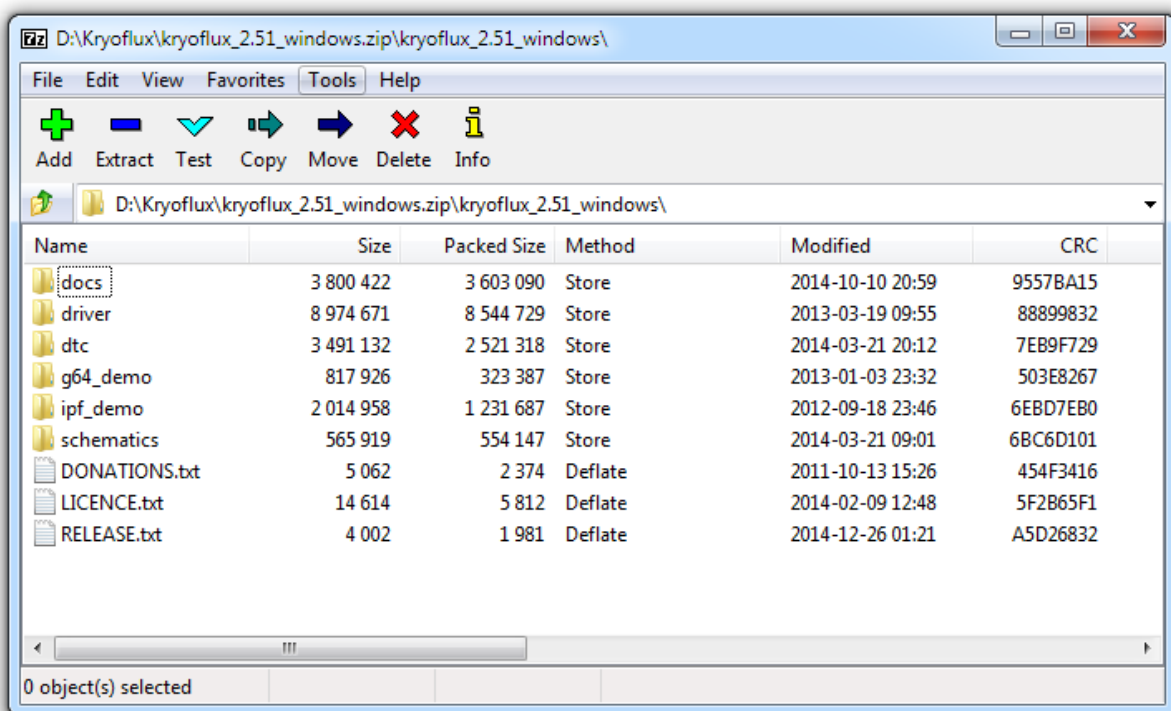 7z D:\Kryoflux\kryoflux_2.51_windows.zip\kryoflux_2.51_windows\
File Edit View Favorites Tools Help
Add Extract Test Copy Move Delete Info
D:\Kryoflux\kryoflux_2.51_windows.zip\kryoflux_2.51_windows\
Name Size Packed Size Method Modified CRC
docs 3 800 422 3 603 090 Store 2014-10-10 20:59 9557BA15
driver 8 974 671 8 544 729 Store 2013-03-19 09:55 88899832
dtc 3 491 132 2 521 318 Store 2014-03-21 20:12 7EB9F729
g64_demo 817 926 323 387 Store 2013-01-03 23:32 503E8267
ipf_demo 2 014 958 1 231 687 Store 2012-09-18 23:46 6EBD7EB0
schematics 565 919 554 147 Store 2014-03-21 09:01 6BC6D101
DONATIONS.txt 5 062 2 374 Deflate 2011-10-13 15:26 454F3416
LICENCE.txt 14 614 5 812 Deflate 2014-02-09 12:48 5F2B65F1
RELEASE.txt 4 002 1 981 Deflate 2014-12-26 01:21 A5D26832
0 object(s) selected